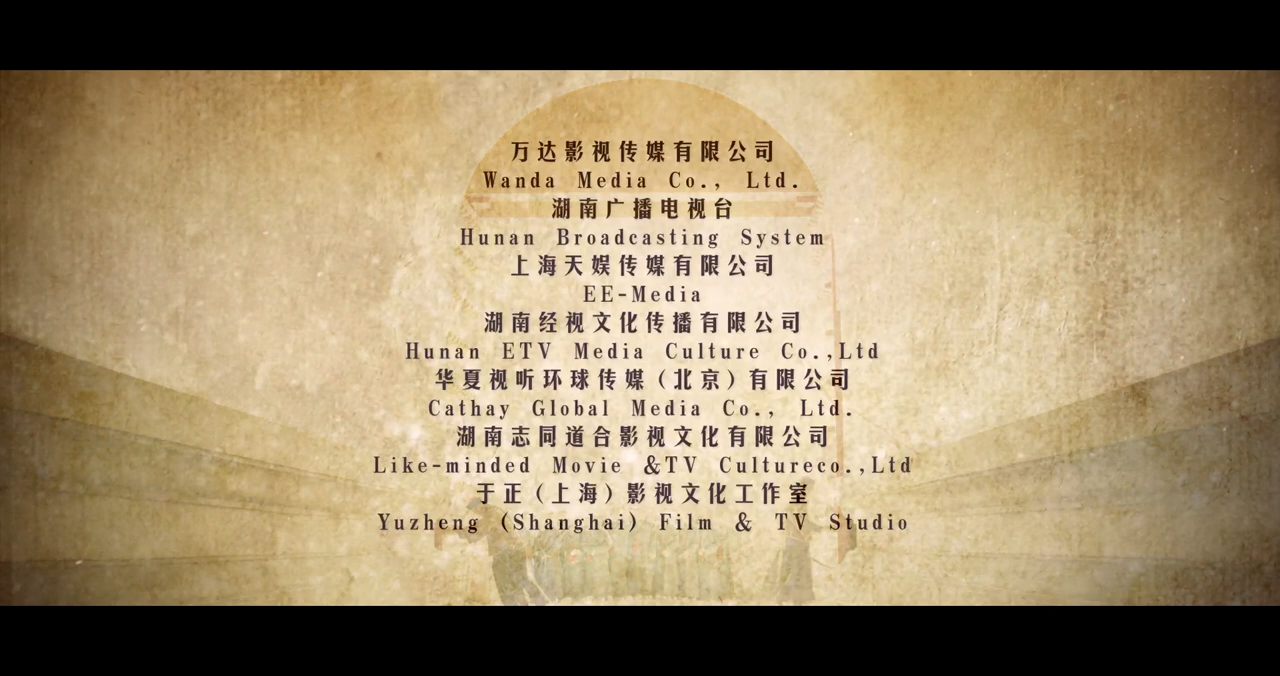 万达影视传媒有限公司
Wanda Media Co., Ltd.
湖南广播电视台
Hunan Broadcasting System
上海天娱传媒有限公司
EE-Media
湖南经视文化传播有限公司
Hunan ETV Media Culture Co.,Ltd
华夏视听环球传媒（北京）有限公司
Cathay Global Media Co., Ltd.
湖南志同道合影视文化有限公司
Like-minded Movie &TV Cultureco.,Ltd
于正（上海）影视文化工作室
Yuzheng (Shanghai) Film & TV Studio